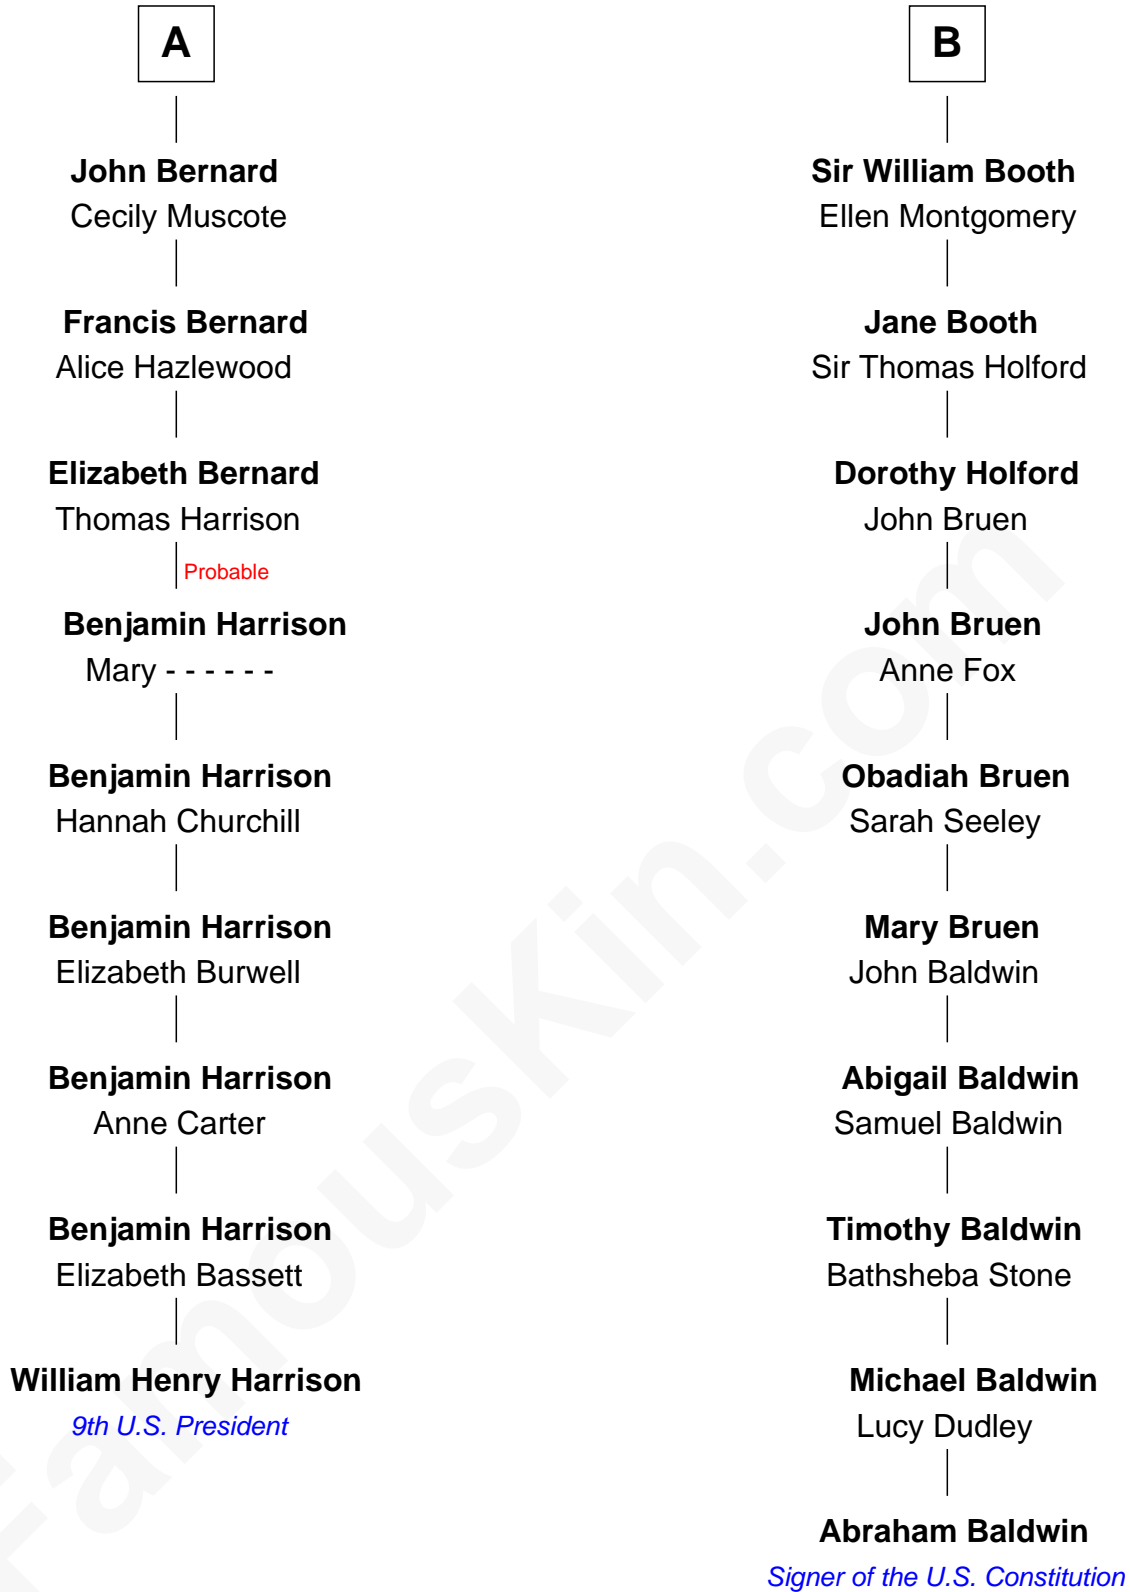 A
John Bernard
Cecily Muscote
Francis Bernard
Alice Hazlewood
Elizabeth Bernard
Thomas Harrison
Probable
Benjamin Harrison
Mary - - - - - -
Benjamin Harrison
Hannah Churchill
Benjamin Harrison
Elizabeth Burwell
Benjamin Harrison
Anne Carter
Benjamin Harrison
Elizabeth Bassett
William Henry Harrison
9th U.S. President
B
Sir William Booth
Ellen Montgomery
Jane Booth
Sir Thomas Holford
Dorothy Holford
John Bruen
John Bruen
Anne Fox
Obadiah Bruen
Sarah Seeley
Mary Bruen
John Baldwin
Abigail Baldwin
Samuel Baldwin
Timothy Baldwin
Bathsheba Stone
Michael Baldwin
Lucy Dudley
Abraham Baldwin
Signer of the U.S. Constitution
FamousKin.com